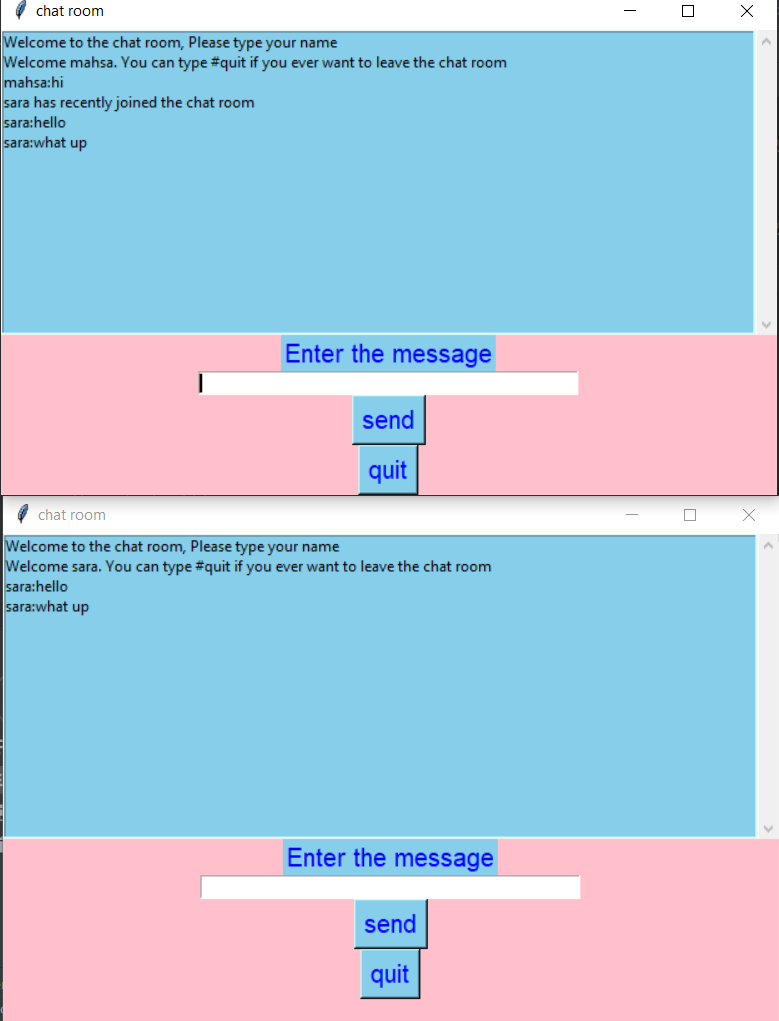 chat room
Welcome to the chat room, Please type your name
Welcome mahsa. You can type #quit if you ever want to leave the chat room
mahsa:hi
sara has recently joined the chat room
sara:hello
sara:what up
Enter the message
send
quit
chat room
Welcome to the chat room, Please type your name
Welcome sara. You can type #quit if you ever want to leave the chat room
sara:hello
sara:what up
Enter the message
send
quit